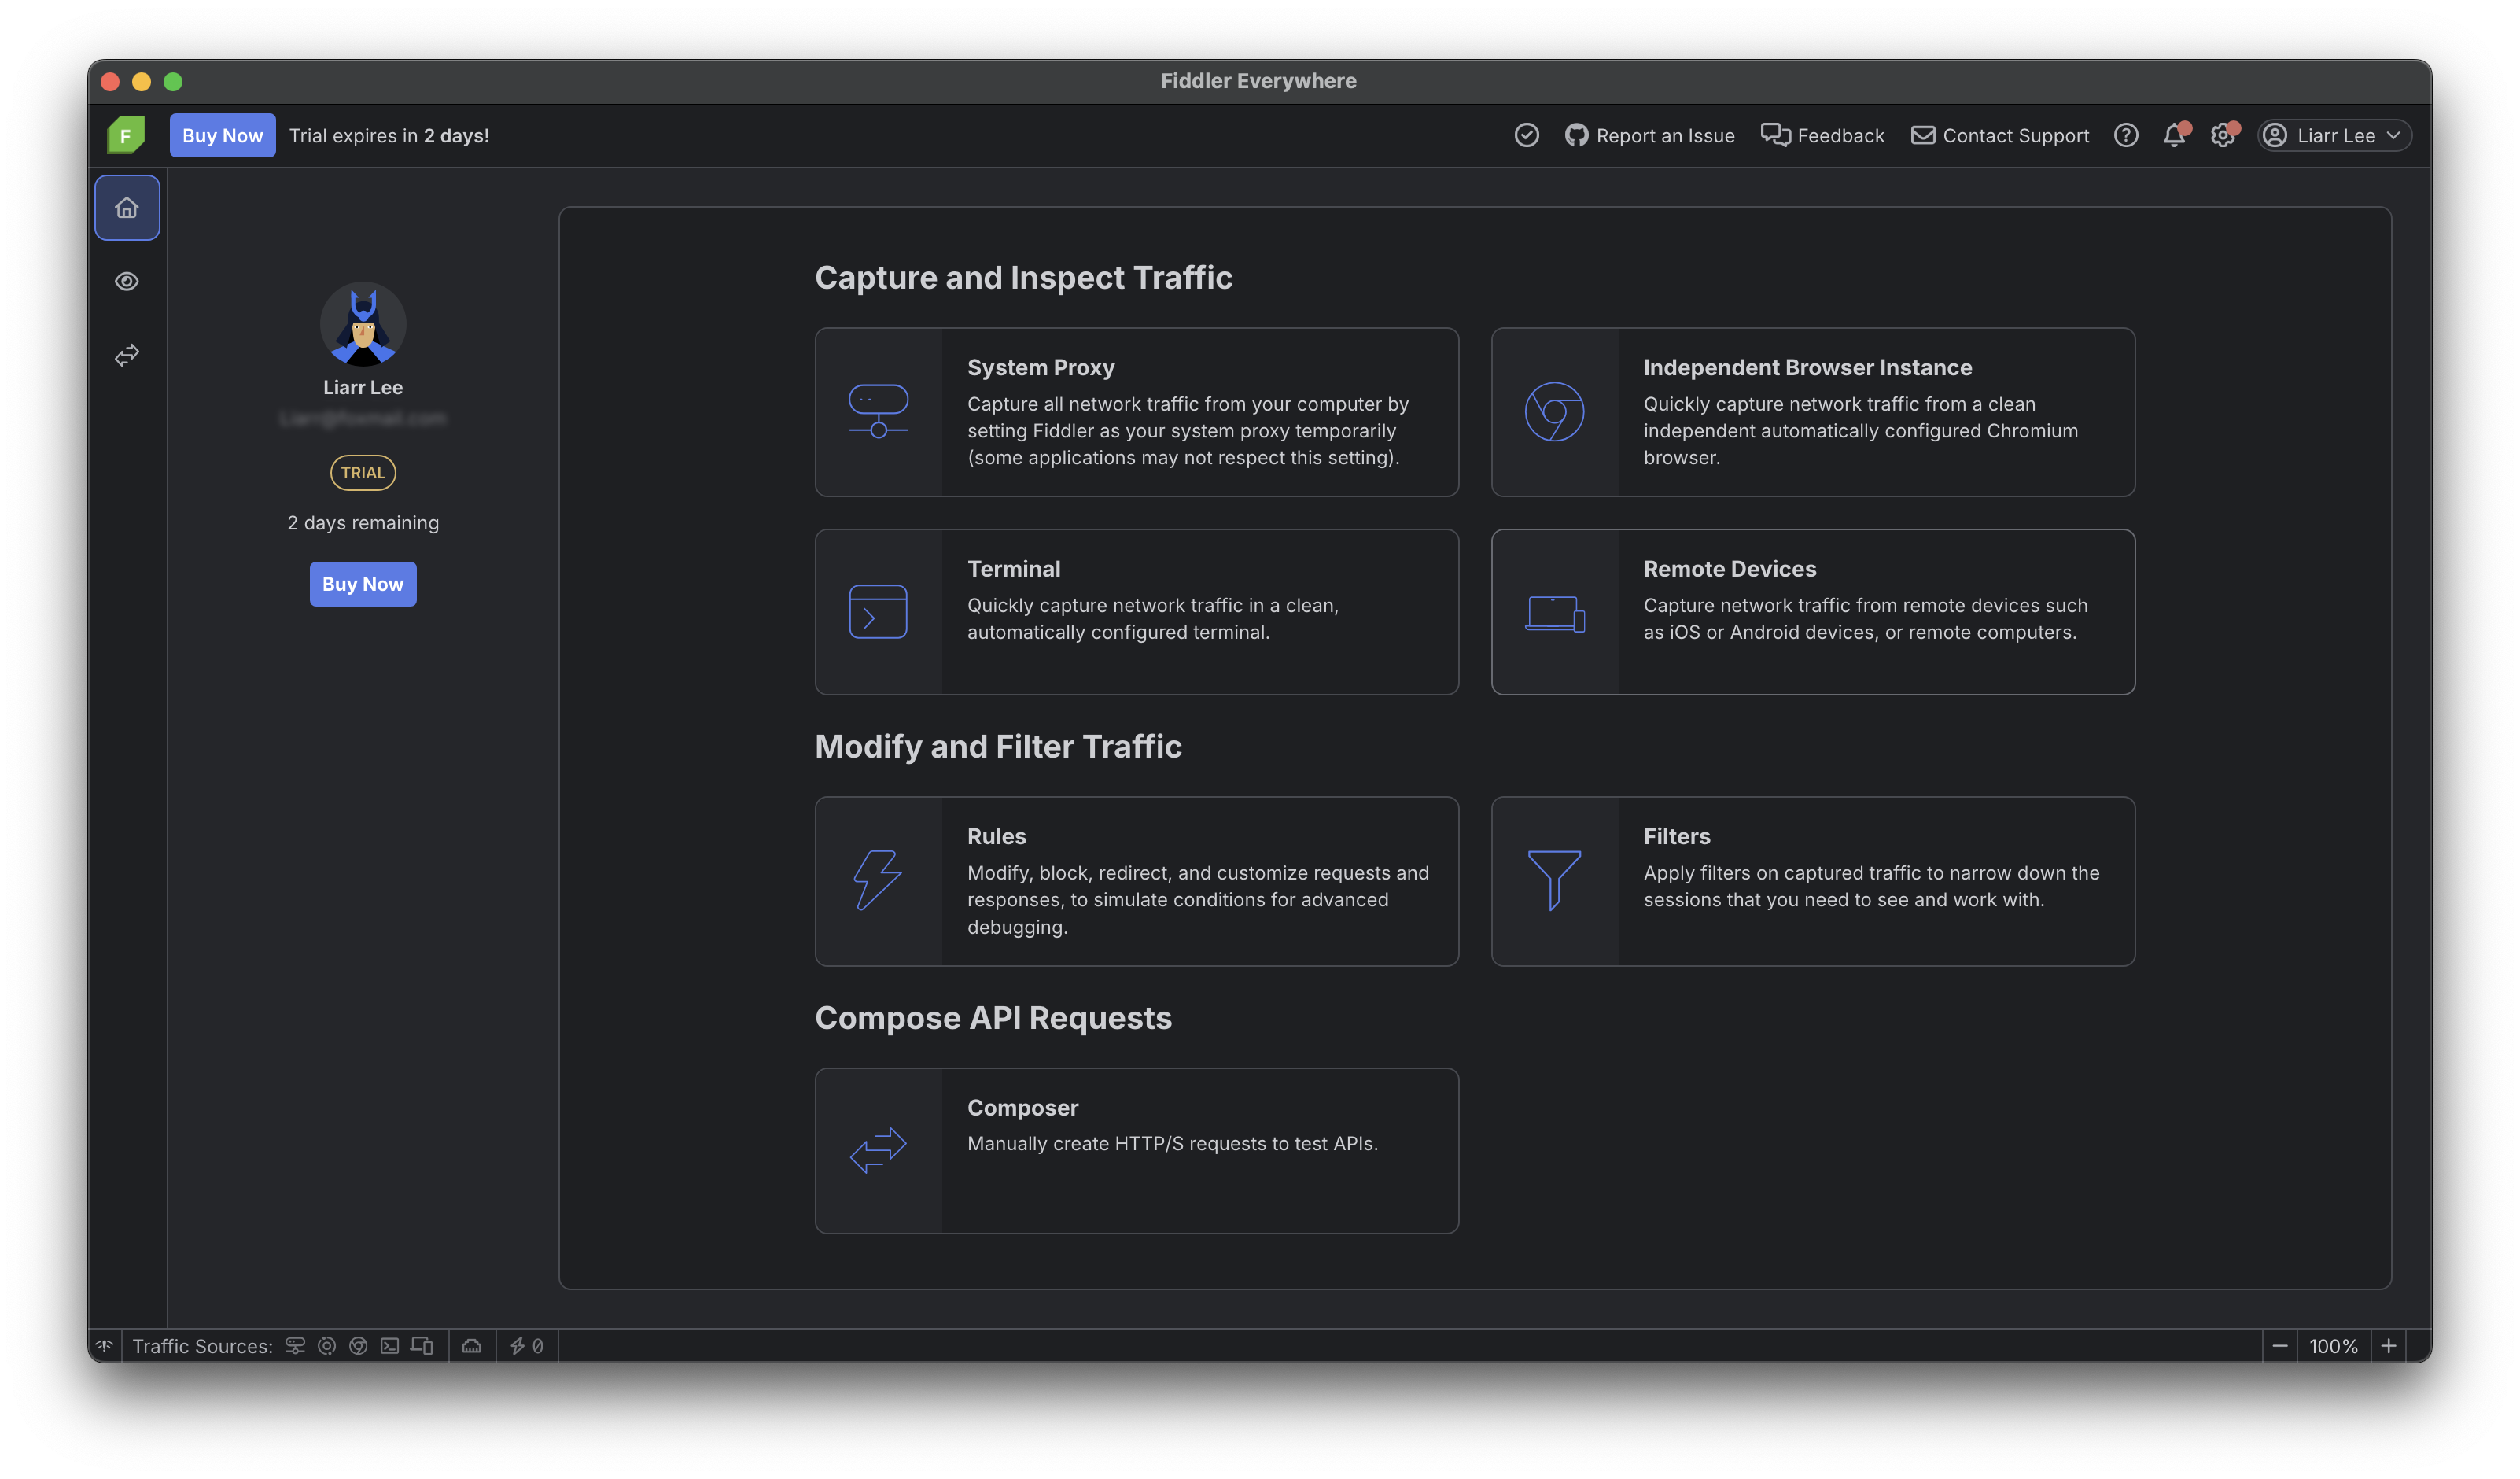 Fiddler Everywhere
F
Buy Now
Trial expires in 2 days!
Report an Issue
Feedback
Contact Support
Liarr Lee
Liarr Lee
TRIAL
2 days remaining
Buy Now
Capture and Inspect Traffic
System Proxy
Capture all network traffic from your computer by
setting Fiddler as your system proxy temporarily
(some applications may not respect this setting).
Independent Browser Instance
Quickly capture network traffic from a clean
independent automatically configured Chromium
browser.
Terminal
Quickly capture network traffic in a clean,
automatically configured terminal.
Remote Devices
Capture network traffic from remote devices such
as iOS or Android devices, or remote computers.
Modify and Filter Traffic
Rules
Modify, block, redirect, and customize requests and
responses, to simulate conditions for advanced
debugging.
Filters
Apply filters on captured traffic to narrow down the
sessions that you need to see and work with.
Compose API Requests
Composer
Manually create HTTP/S requests to test APIs.
Traffic Sources:
0
100%